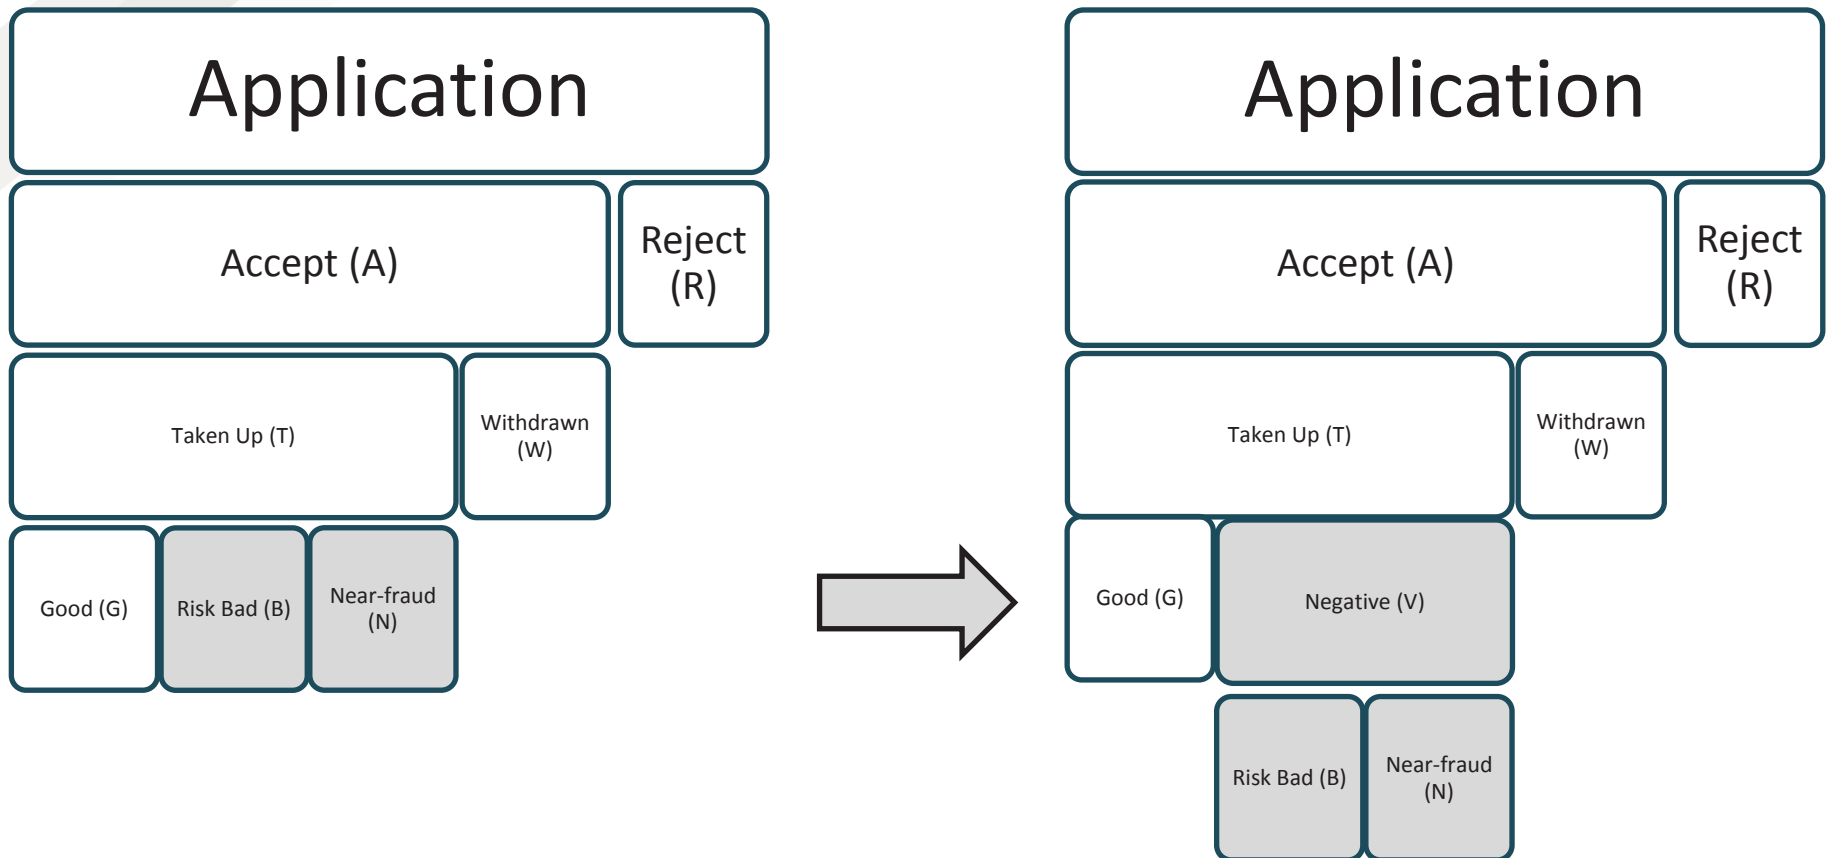 Application
Accept (A)
Reject
(R)
Taken Up (T)
Withdrawn
(W)
Good (G)
Risk Bad (B)
Near-fraud
(N)
Application
Accept (A)
Reject
(R)
Taken Up (T)
Withdrawn
(W)
Good (G)
Negative (V)
Risk Bad (B)
Near-fraud
(N)